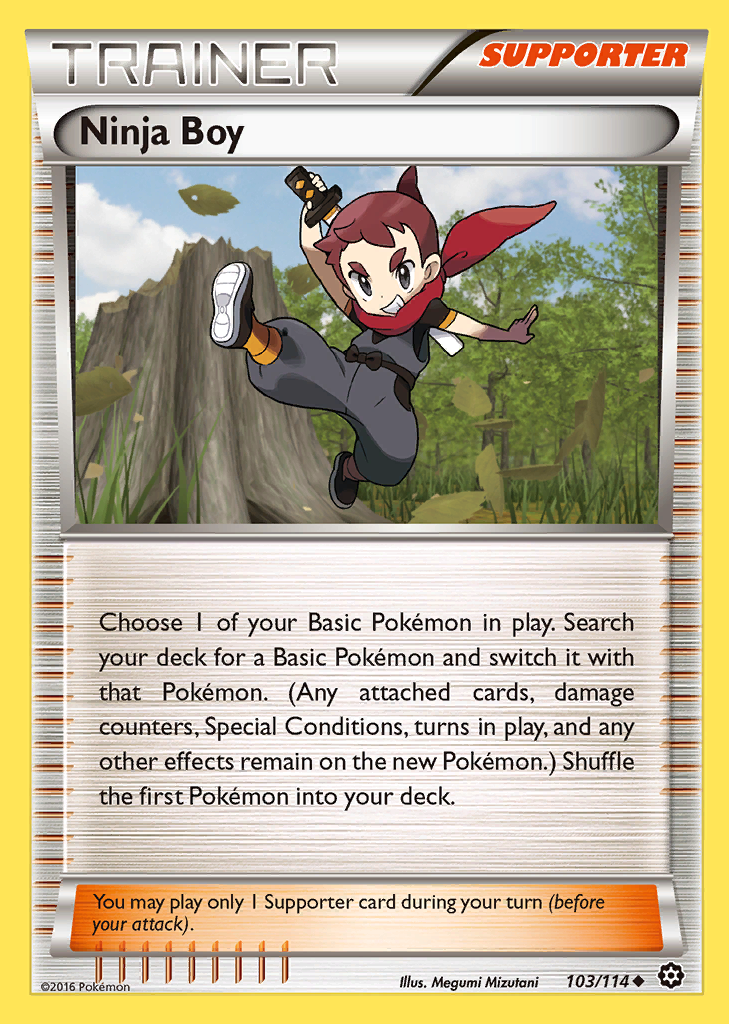 TRAINER
SUPPORTER
Ninja Boy
Choose 1 of your Basic Pokémon in play. Search
your deck for a Basic Pokémon and switch it with
that Pokémon. (Any attached cards, damage
counters, Special Conditions, turns in play, and any
other effects remain on the new Pokémon.) Shuffle
the first Pokémon into your deck.
You may play only 1 Supporter card during your turn (before
your attack).
©2016 Pokémon
Illus. Megumi Mizutani
103/114